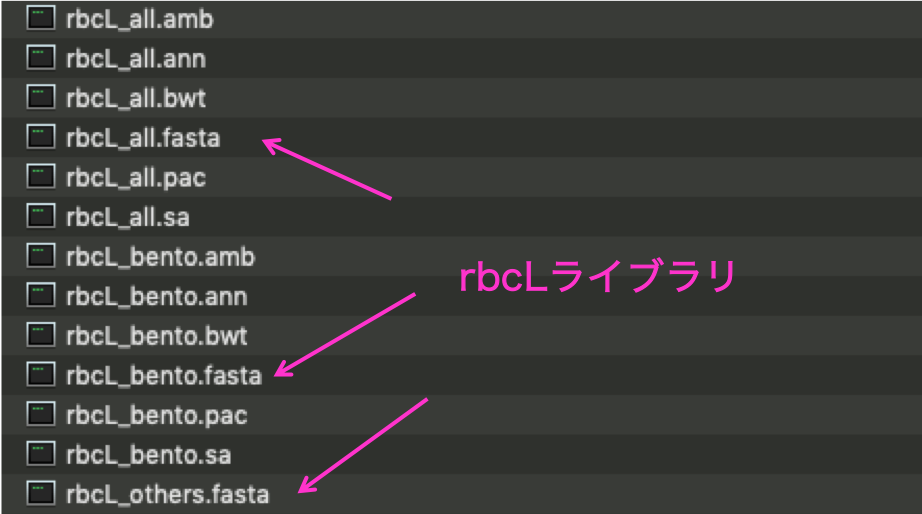 rbcL_all.amb
rbcL_all.ann
rbcL_all.bwt
rbcL_all.fasta
rbcL_all.pac
rbcL_all.sa
rbcL_bento.amb
rbcLライブラリ
rbcL_bento.ann
rbcL_bento.bwt
rbcL_bento.fasta
rbcL_bento.pac
rbcL_bento.sa
rbcL_others.fasta